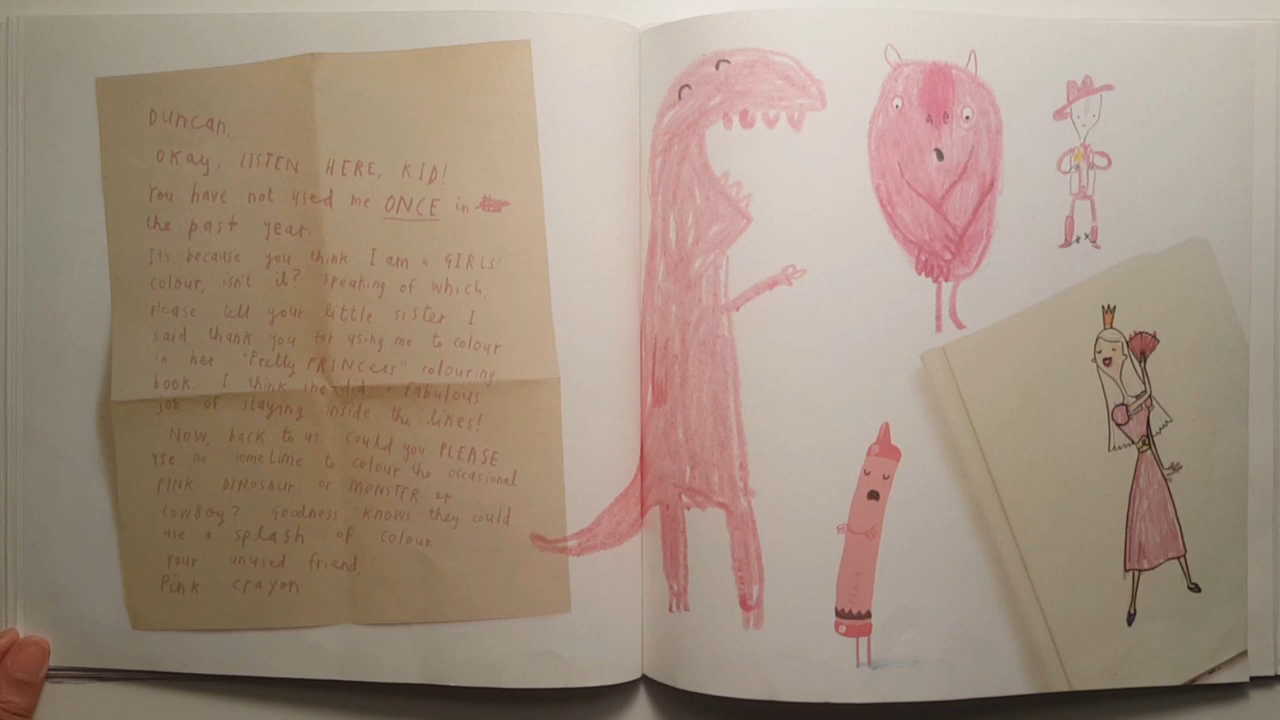 Duncan,
Okay, LISTEN HERE, KID!
You have not used me ONCE in
the past year.
It's because you think I am a GIRLS'
colour, isn't it? Speaking of which,
please tell your little sister I
said thank you for using me to colour
in her "Pretty PRINCess" colouring
book. I think she did a fabulous
job of staying inside the lines!
Now, back to us. Could you PLEASE
use me sometime to colour the occasional
PINK DINOSAUR or MONSTER or
COWBOY? Goodness KNOWS they could
use a splash of colour.
Your unused friend,
Pink crayon